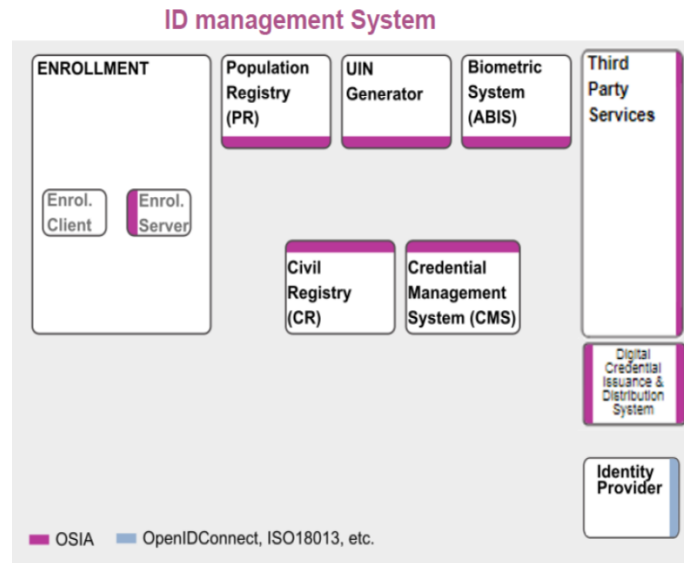 ID management System
ENROLLMENT
Enrol.
Client
Enrol.
Server
Population
Registry
(PR)
UIN
Generator
Biometric
System
(ABIS)
Third
Party
Services
Civil
Registry
(CR)
Credential
Management
System (CMS)
Digital
Credential
Issuance &
Distribution
System
Identity
Provider
OSIA
OpenIDConnect, ISO18013, etc.